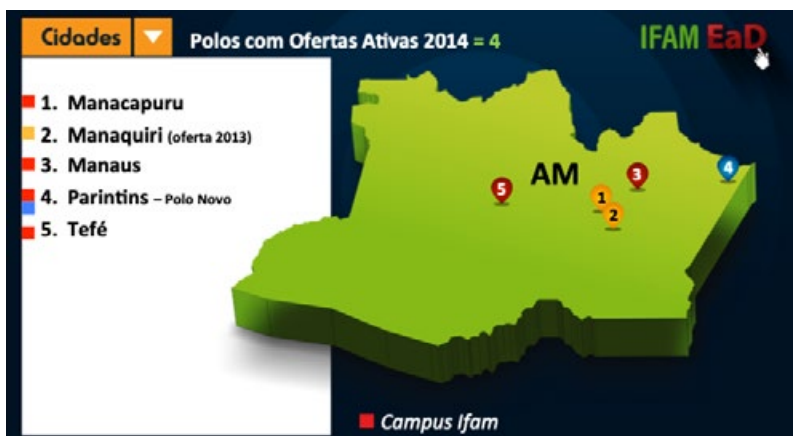 Cidades
Polos com Ofertas Ativas 2014 = 4
IFAM EaD
1. Manacapuru
2. Manaquiri (oferta 2013)
3. Manaus
4. Parintins – Polo Novo
5. Tefé
AM
4
3
5
1
2
Campus Ifam